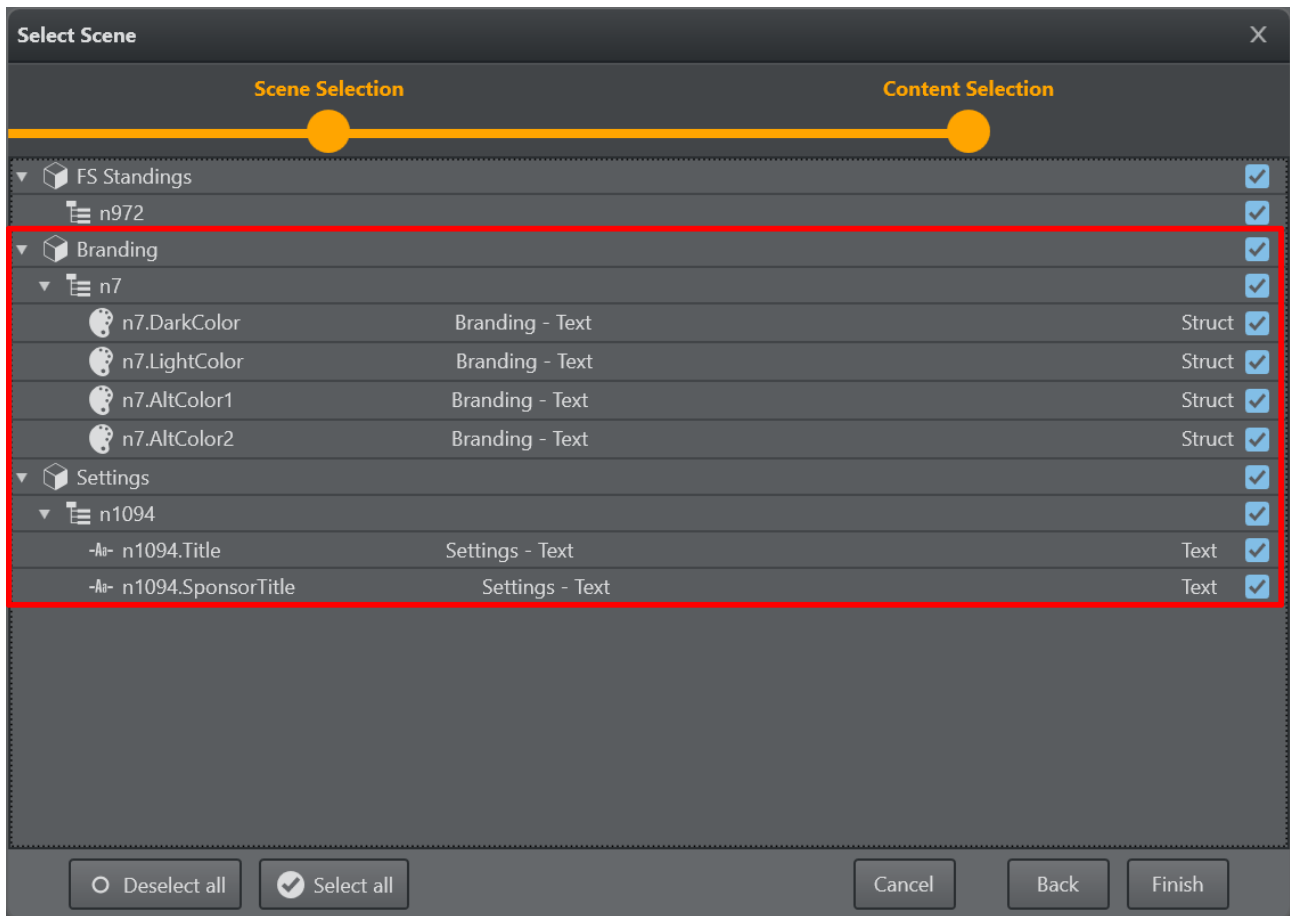 Select Scene X
Scene Selection Content Selection
FS Standings
n972
Branding
n7
n7.DarkColor Branding - Text Struct
n7.LightColor Branding - Text Struct
n7.AltColor1 Branding - Text Struct
n7.AltColor2 Branding - Text Struct
Settings
n1094
-Aa- n1094.Title Settings - Text Text
-Aa- n1094.SponsorTitle Settings - Text Text
Deselect all Select all Cancel Back Finish